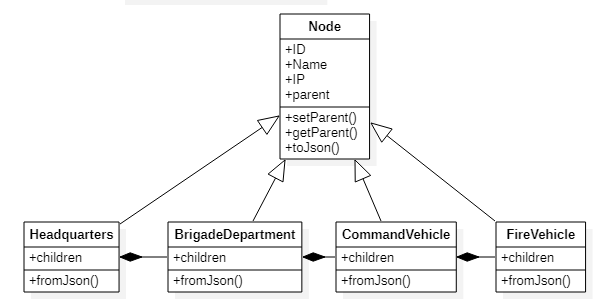 Node
+ID
+Name
+IP
+parent
+setParent()
+getParent()
+toJson()
Headquarters
+children
+fromJson()
BrigadeDepartment
+children
+fromJson()
CommandVehicle
+children
+fromJson()
FireVehicle
+children
+fromJson()